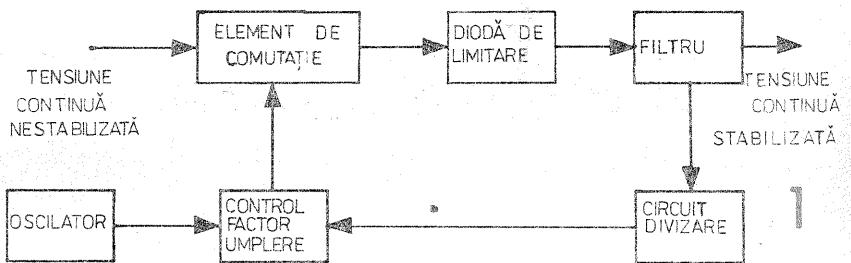 ELEMENT DE
COMUTAȚIE
DIODĂ DE
LIMITARE
FILTRU
TENSIUNE
CONTINUĂ
NESTABILIZATĂ
TENSIUNE
CONTINUĂ
STABILIZATĂ
OSCILATOR
CONTROL
FACTOR
UMPLERE
CIRCUIT
DIVIZARE
1